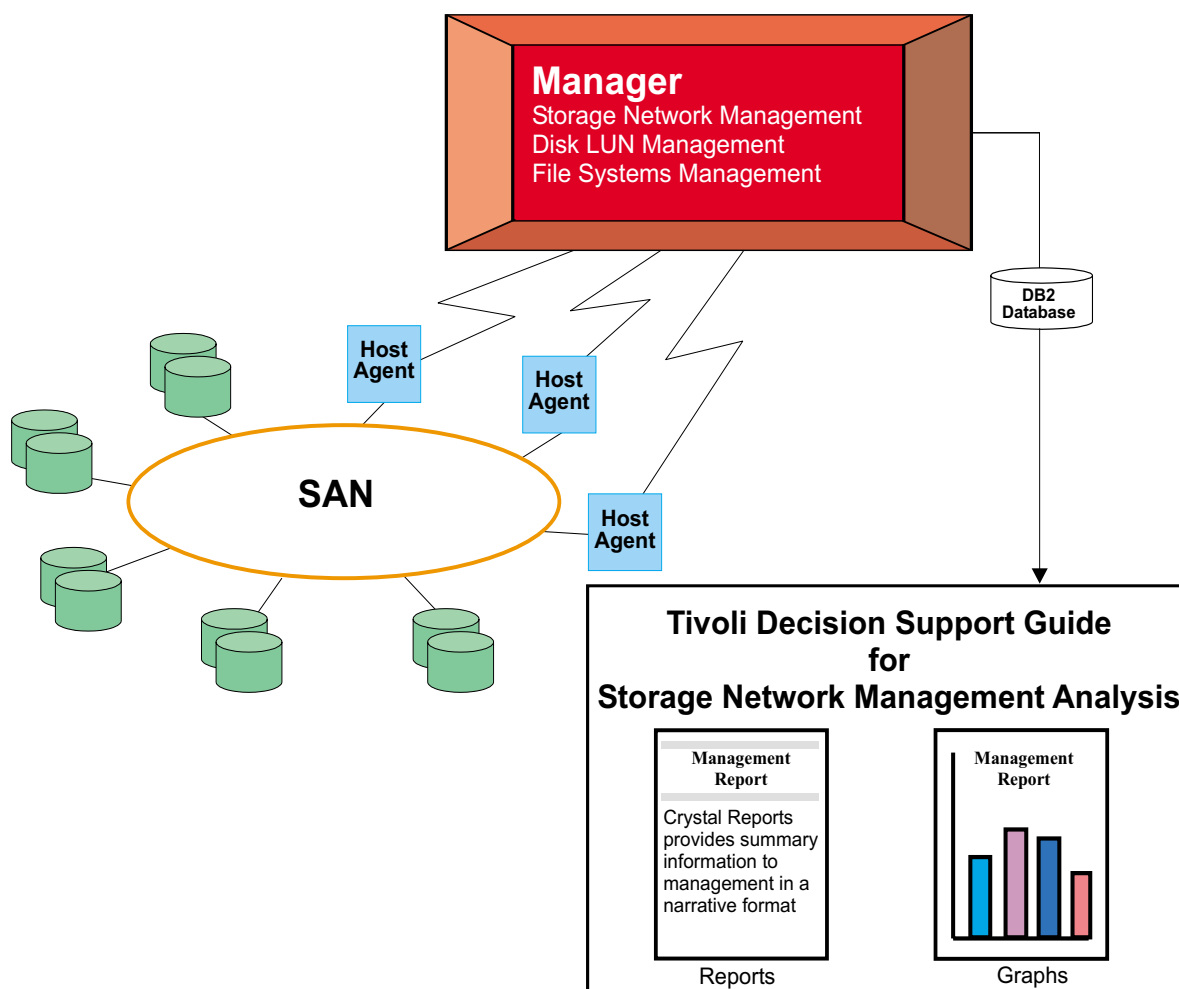 Manager
Storage Network Management
Disk LUN Management
File Systems Management
DB2
Database
Host
Agent
Host
Agent
Host
Agent
SAN
Tivoli Decision Support Guide
for
Storage Network Management Analysis
Management
Report
Crystal Reports
provides summary
information to
management in a
narrative format
Reports
Management
Report
Graphs